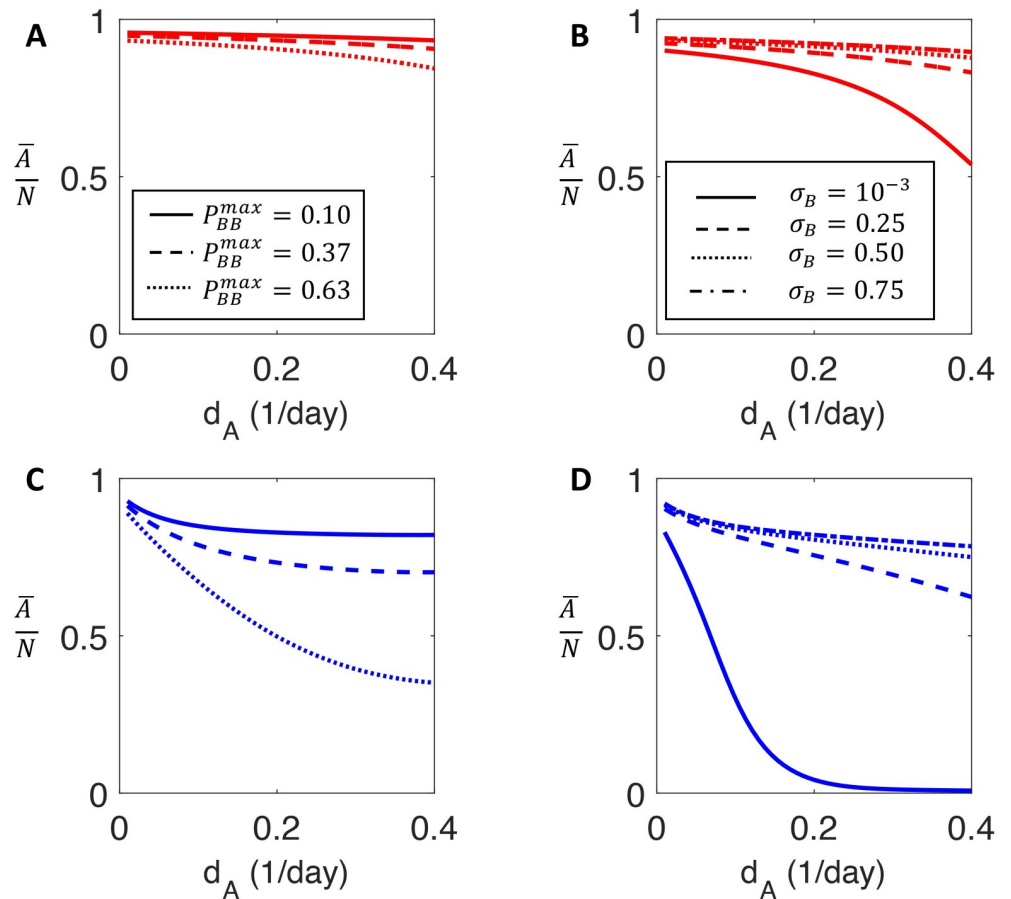 A
1
0.5
0
A̅/N
P_BB^max = 0.10
P_BB^max = 0.37
P_BB^max = 0.63
0 0.2 0.4
d_A (1/day)
B
1
0.5
0
A̅/N
σ_B = 10^−3
σ_B = 0.25
σ_B = 0.50
σ_B = 0.75
0 0.2 0.4
d_A (1/day)
C
1
0.5
0
A̅/N
0 0.2 0.4
d_A (1/day)
D
1
0.5
0
A̅/N
0 0.2 0.4
d_A (1/day)